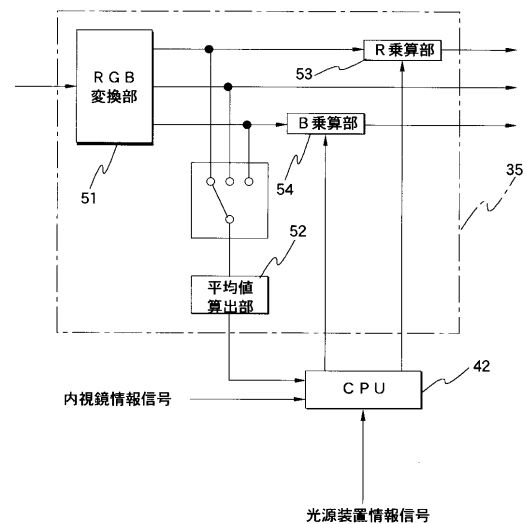 RGB
変換部
51
R乗算部
53
B乗算部
54
35
52
平均値
算出部
CPU
42
内視鏡情報信号
光源装置情報信号